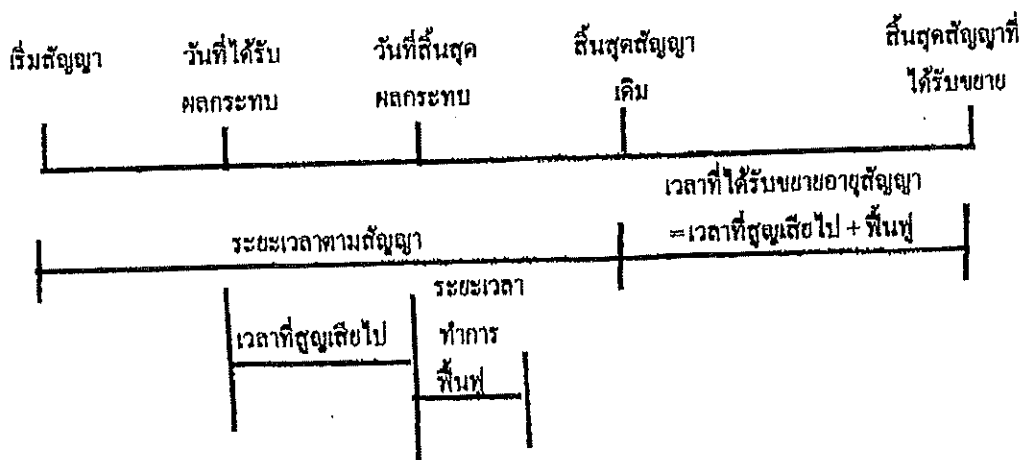 เริ่มสัญญา
วันที่ได้รับ
ผลกระทบ
วันที่สิ้นสุด
ผลกระทบ
สิ้นสุดสัญญา
เดิม
สิ้นสุดสัญญาที่
ได้รับขยาย
เวลาที่ได้รับขยายอายุสัญญา
=เวลาที่สูญเสียไป + ฟื้นฟู
ระยะเวลาตามสัญญา
เวลาที่สูญเสียไป
ระยะเวลา
ทำการ
ฟื้นฟู